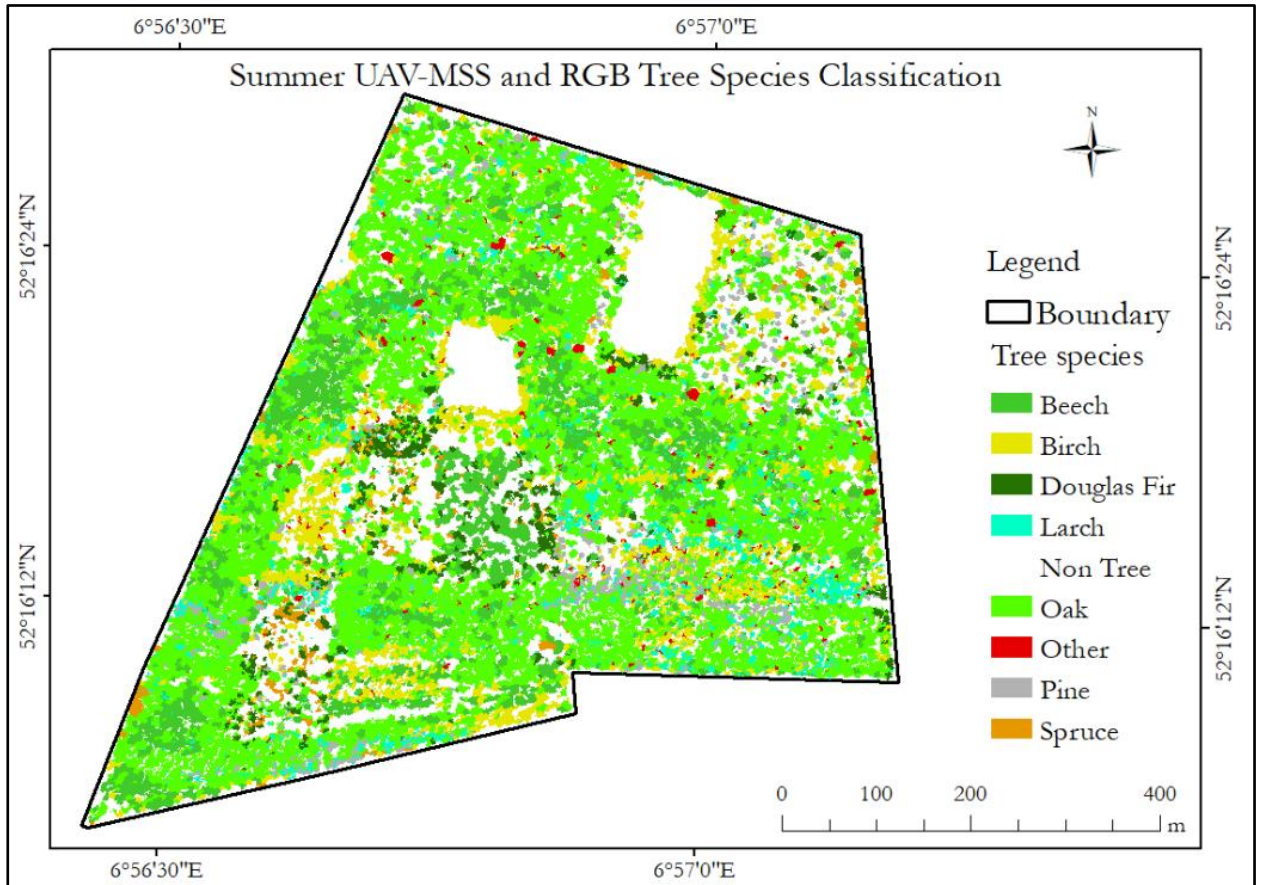 6°56'30"E
6°57'0"E
Summer UAV-MSS and RGB Tree Species Classification
N
52°16'24"N
52°16'24"N
Legend
Boundary
Tree species
Beech
Birch
Douglas Fir
Larch
Non Tree
Oak
Other
Pine
Spruce
52°16'12"N
52°16'12"N
0 100 200 400
m
6°56'30"E
6°57'0"E